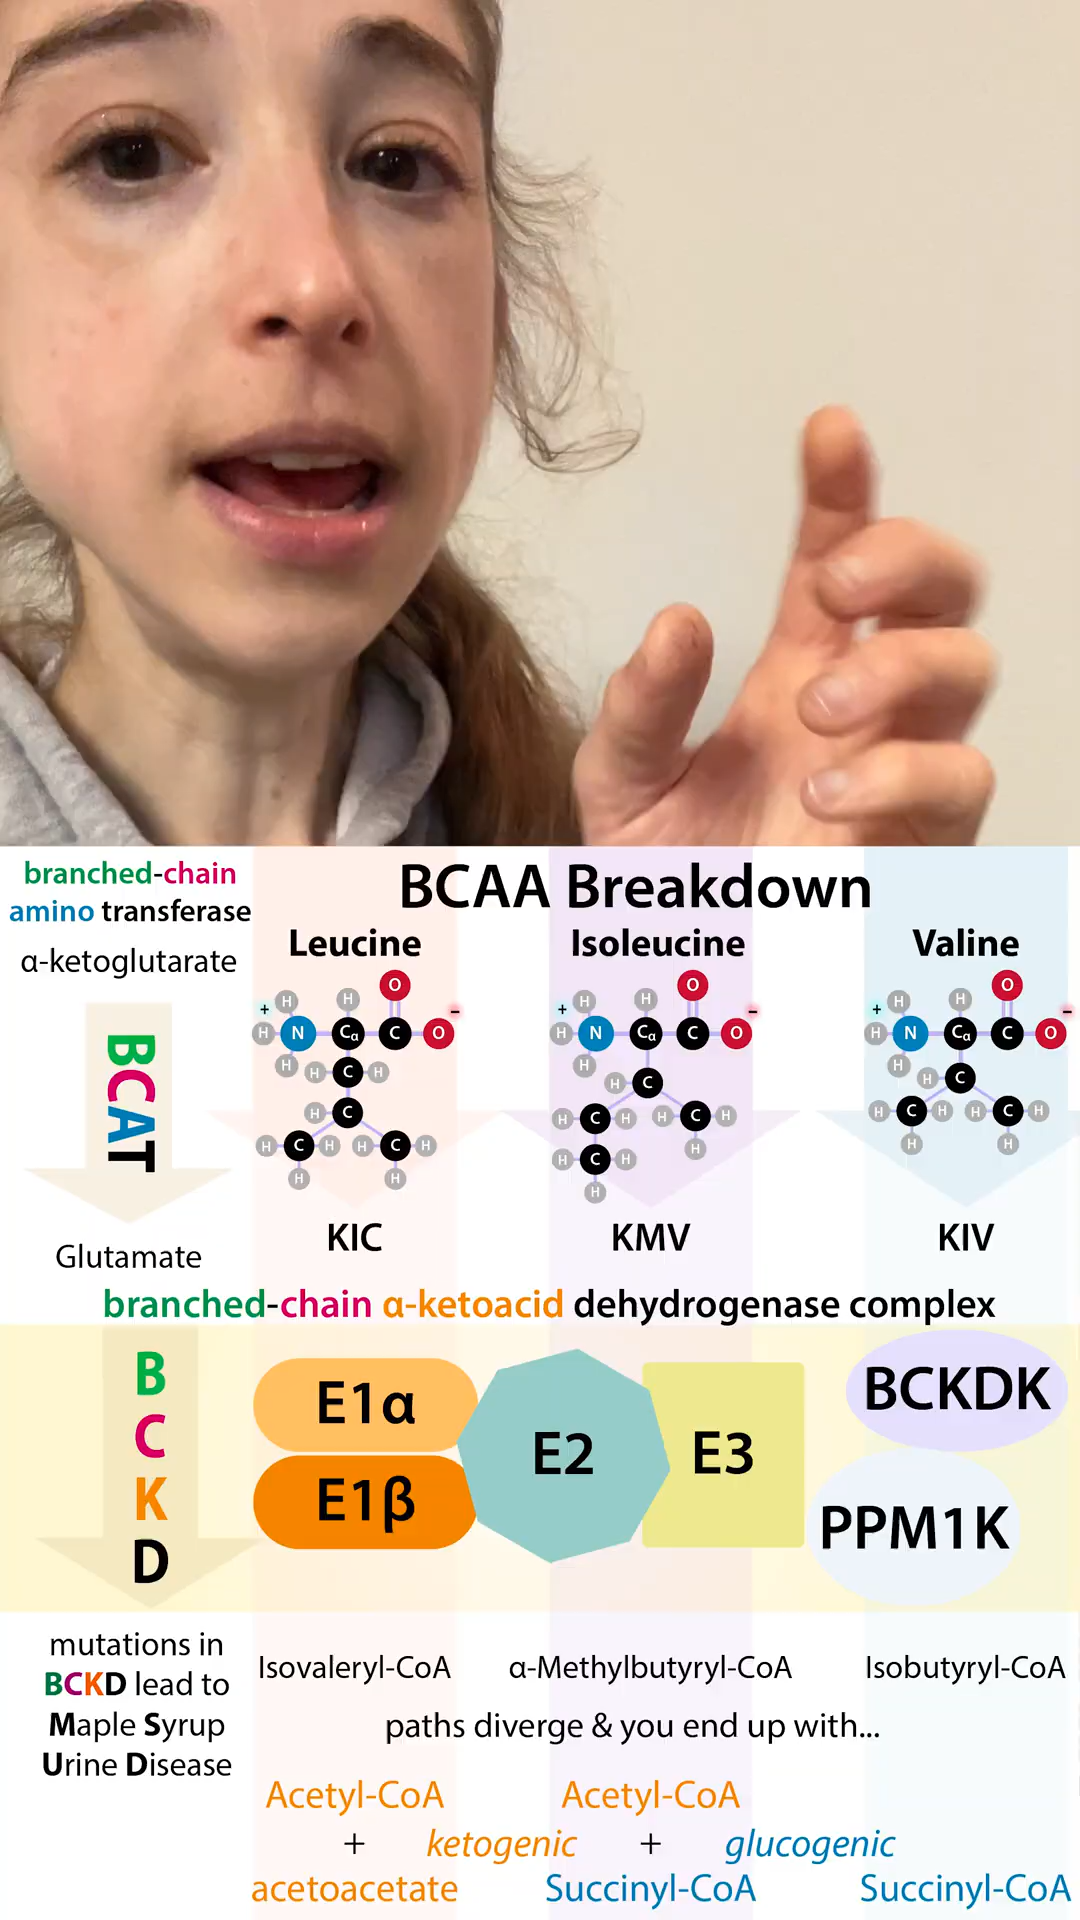 branched-chain
amino transferase
α-ketoglutarate
BCAT
Glutamate
BCAA Breakdown
Leucine
Isoleucine
Valine
H H O
+ -
H N Cα C O
H H C H
H C
H C H H C H
H H
H H O
+ -
H N Cα C O
H H C
H C H H C H
H C H H
H
H H O
+ -
H N Cα C O
H H C
H C H H C H
H H
KIC
KMV
KIV
branched-chain α-ketoacid dehydrogenase complex
B
C
K
D
E1α
E1β
E2
E3
BCKDK
PPM1K
mutations in
BCKD lead to
Maple Syrup
Urine Disease
Isovaleryl-CoA
α-Methylbutyryl-CoA
Isobutyryl-CoA
paths diverge & you end up with...
Acetyl-CoA
Acetyl-CoA
+ ketogenic + glucogenic
acetoacetate
Succinyl-CoA
Succinyl-CoA